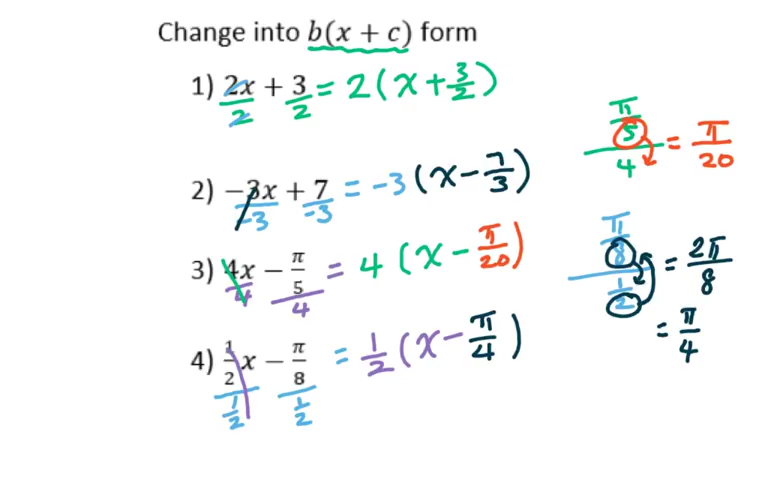 Change into b(x + c) form
1) 2x/2 + 3/2 = 2(x + 3/2)
2) −3x/−3 + 7/−3 = −3(x − 7/3)
3) 4x/4 − π/5/4 = 4(x − π/20)
4) 1/2x/1/2 − π/8/1/2 = 1/2(x − π/4)
π/5/4 = π/20
π/8/1/2 = 2π/8
= π/4